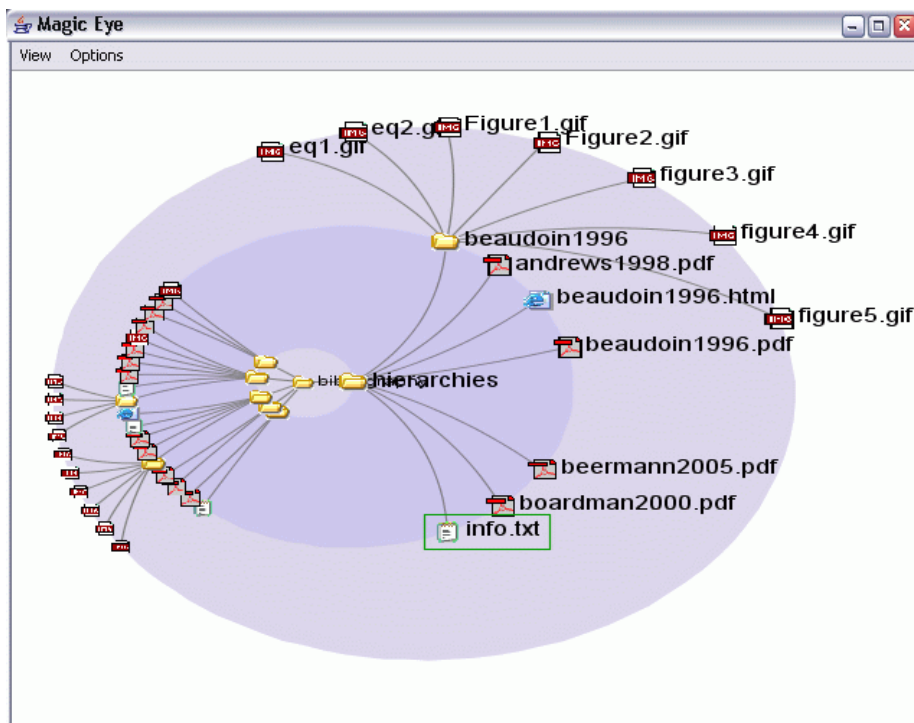 Magic Eye
View Options
eq1.gif
eq2.gif
Figure1.gif
Figure2.gif
figure3.gif
figure4.gif
figure5.gif
beaudoin1996
andrews1998.pdf
beaudoin1996.html
beaudoin1996.pdf
hierarchies
beermann2005.pdf
boardman2000.pdf
info.txt